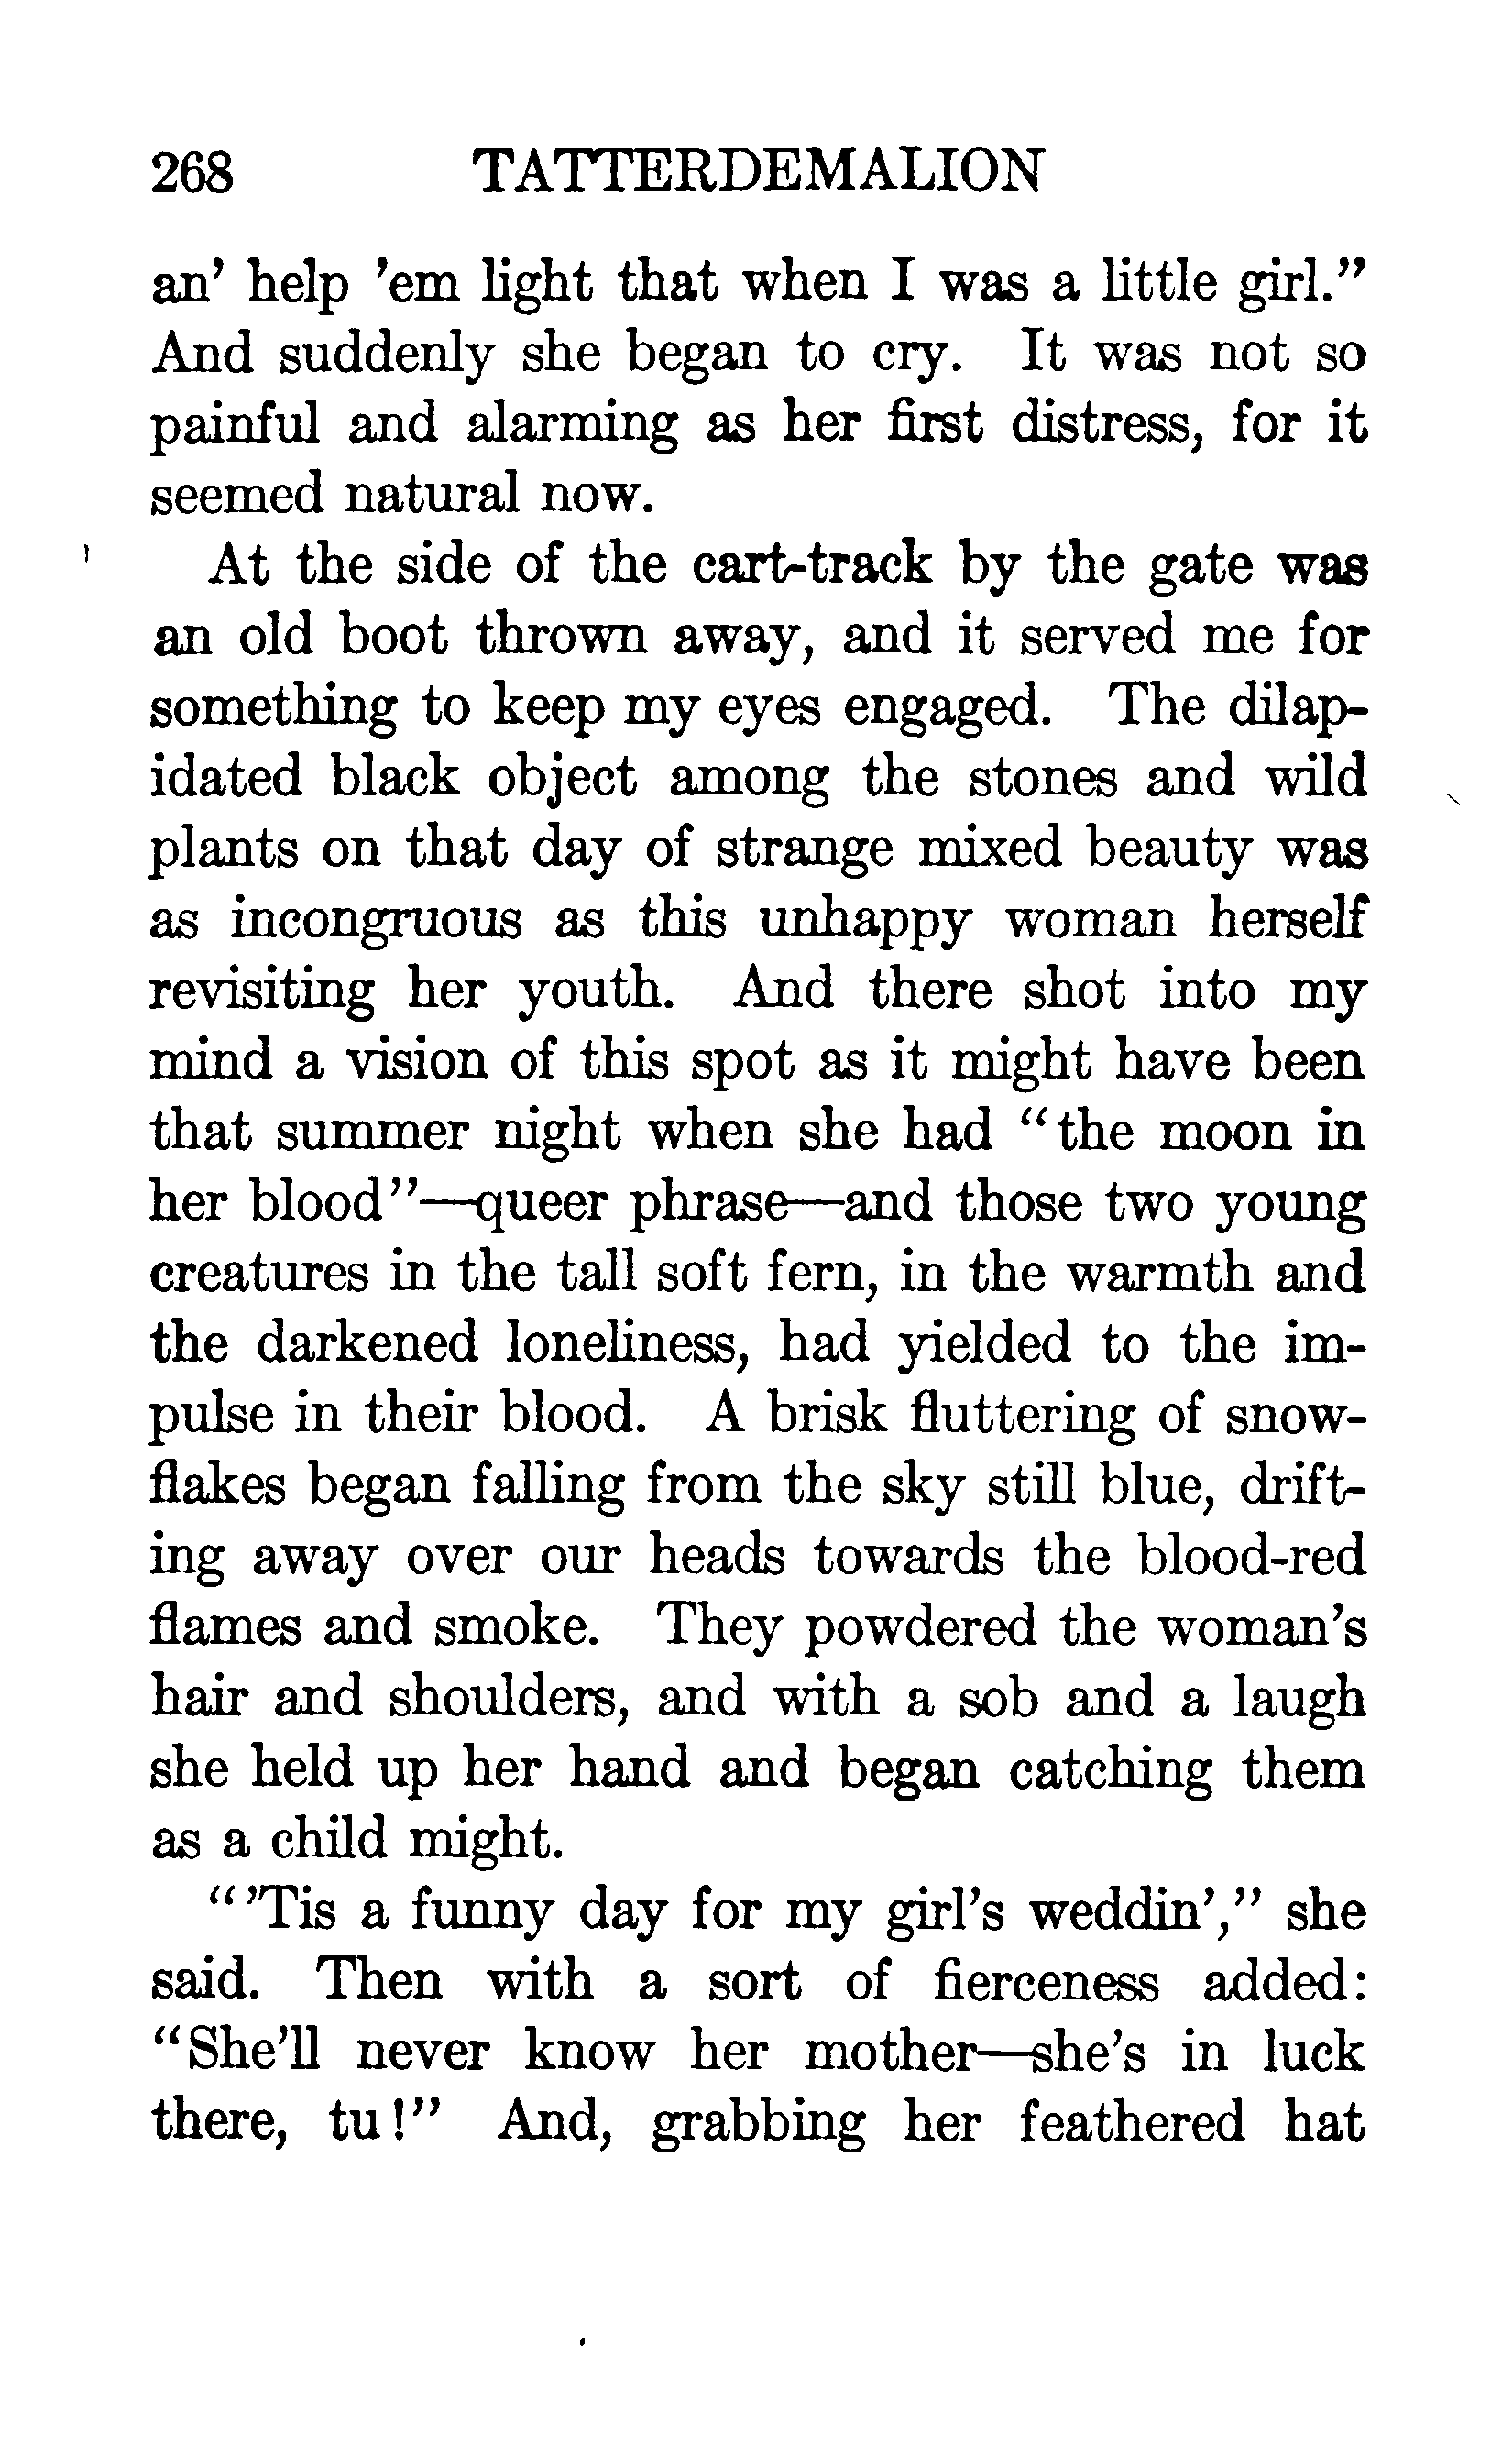 268 TATTERDEMALION
an’ help ’em light that when I was a little girl.”
And suddenly she began to cry. It was not so
painful and alarming as her first distress, for it
seemed natural now.
At the side of the cart-track by the gate was
an old boot thrown away, and it served me for
something to keep my eyes engaged. The dilap-
idated black object among the stones and wild
plants on that day of strange mixed beauty was
as incongruous as this unhappy woman herself
revisiting her youth. And there shot into my
mind a vision of this spot as it might have been
that summer night when she had “the moon in
her blood”—queer phrase—and those two young
creatures in the tall soft fern, in the warmth and
the darkened loneliness, had yielded to the im-
pulse in their blood. A brisk fluttering of snow-
flakes began falling from the sky still blue, drift-
ing away over our heads towards the blood-red
flames and smoke. They powdered the woman’s
hair and shoulders, and with a sob and a laugh
she held up her hand and began catching them
as a child might.
“’Tis a funny day for my girl’s weddin’,” she
said. Then with a sort of fierceness added:
“She’ll never know her mother—she’s in luck
there, tu!” And, grabbing her feathered hat